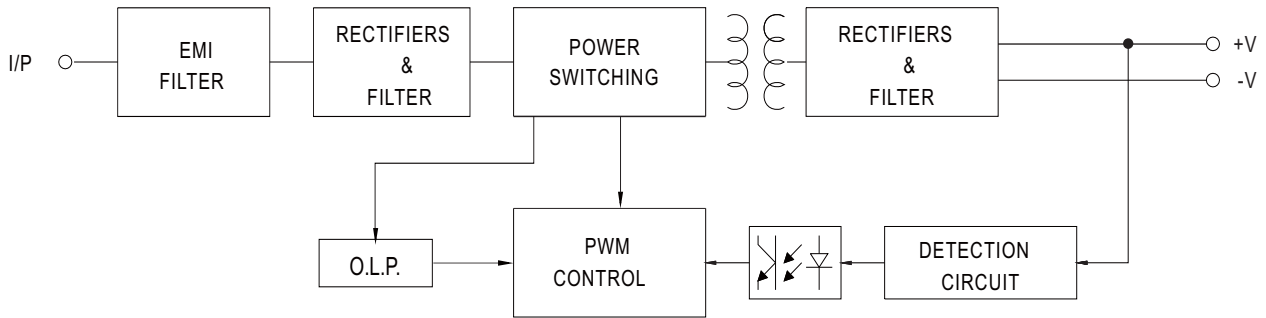 I/P
EMI
FILTER
RECTIFIERS
&
FILTER
POWER
SWITCHING
RECTIFIERS
&
FILTER
+V
-V
O.L.P.
PWM
CONTROL
DETECTION
CIRCUIT